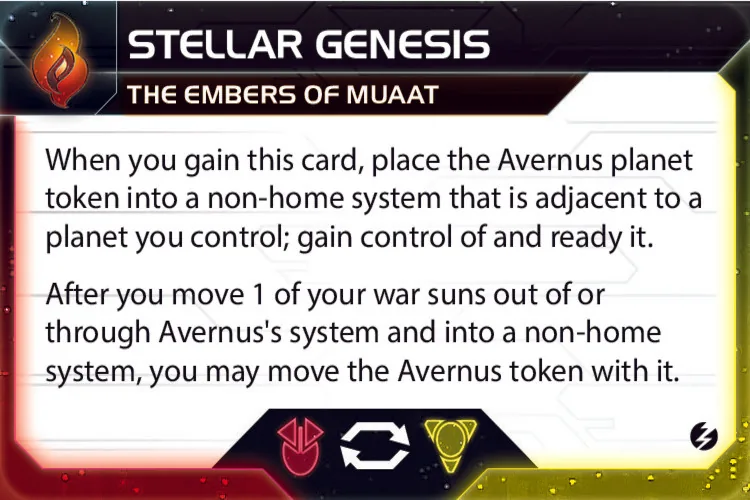 STELLAR GENESIS
THE EMBERS OF MUAAT
When you gain this card, place the Avernus planet
token into a non-home system that is adjacent to a
planet you control; gain control of and ready it.
After you move 1 of your war suns out of or
through Avernus's system and into a non-home
system, you may move the Avernus token with it.